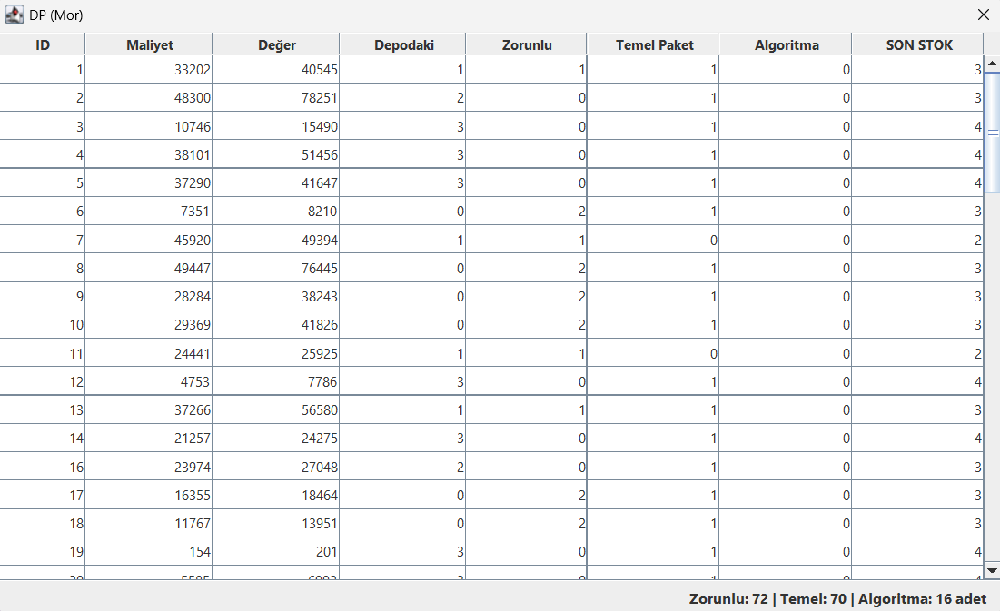 DP (Mor)
ID Maliyet Değer Depodaki Zorunlu Temel Paket Algoritma SON STOK
1 33202 40545 1 1 1 0 3
2 48300 78251 2 0 1 0 3
3 10746 15490 3 0 1 0 4
4 38101 51456 3 0 1 0 4
5 37290 41647 3 0 1 0 4
6 7351 8210 0 2 1 0 3
7 45920 49394 1 1 0 0 2
8 49447 76445 0 2 1 0 3
9 28284 38243 0 2 1 0 3
10 29369 41826 0 2 1 0 3
11 24441 25925 1 1 0 0 2
12 4753 7786 3 0 1 0 4
13 37266 56580 1 1 1 0 3
14 21257 24275 3 0 1 0 4
16 23974 27048 2 0 1 0 3
17 16355 18464 0 2 1 0 3
18 11767 13951 0 2 1 0 3
19 154 201 3 0 1 0 4
Zorunlu: 72 | Temel: 70 | Algoritma: 16 adet